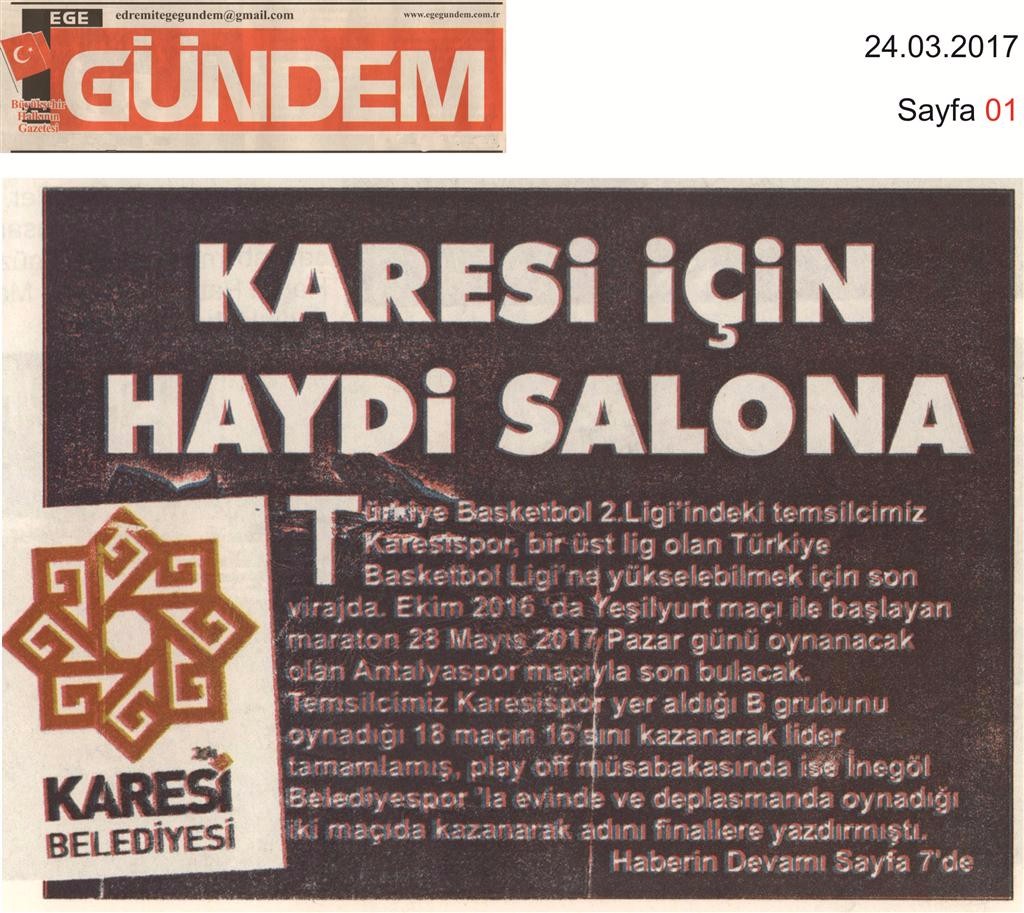 EGE
edremitegegundem@gmail.com
www.egegundem.com.tr
GÜNDEM
Büyükşehir
Halkının
Gazetesi
24.03.2017
Sayfa 01
KARESİ İÇİN
HAYDİ SALONA
Türkiye Basketbol 2.Ligi'indeki temsilcimiz
Karesispor, bir üst lig olan Türkiye
Basketbol Ligi'ne yükselebilmek için son
virajda. Ekim 2016 'da Yeşilyurt maçı ile başlayan
maraton 28 Mayıs 2017 Pazar günü oynanacak
olan Antalyaspor maçıyla son bulacak.
Temsilcimiz Karesispor yer aldığı B grubunu
oynadığı 18 maçın 16'sını kazanarak lider
tamamlamış, play off müsabakasında ise İnegöl
Belediyespor 'la evinde ve deplasmanda oynadığı
iki maçıda kazanarak adını finallere yazdırmıştı.
Haberin Devamı Sayfa 7'de
KARESİ
BELEDİYESİ